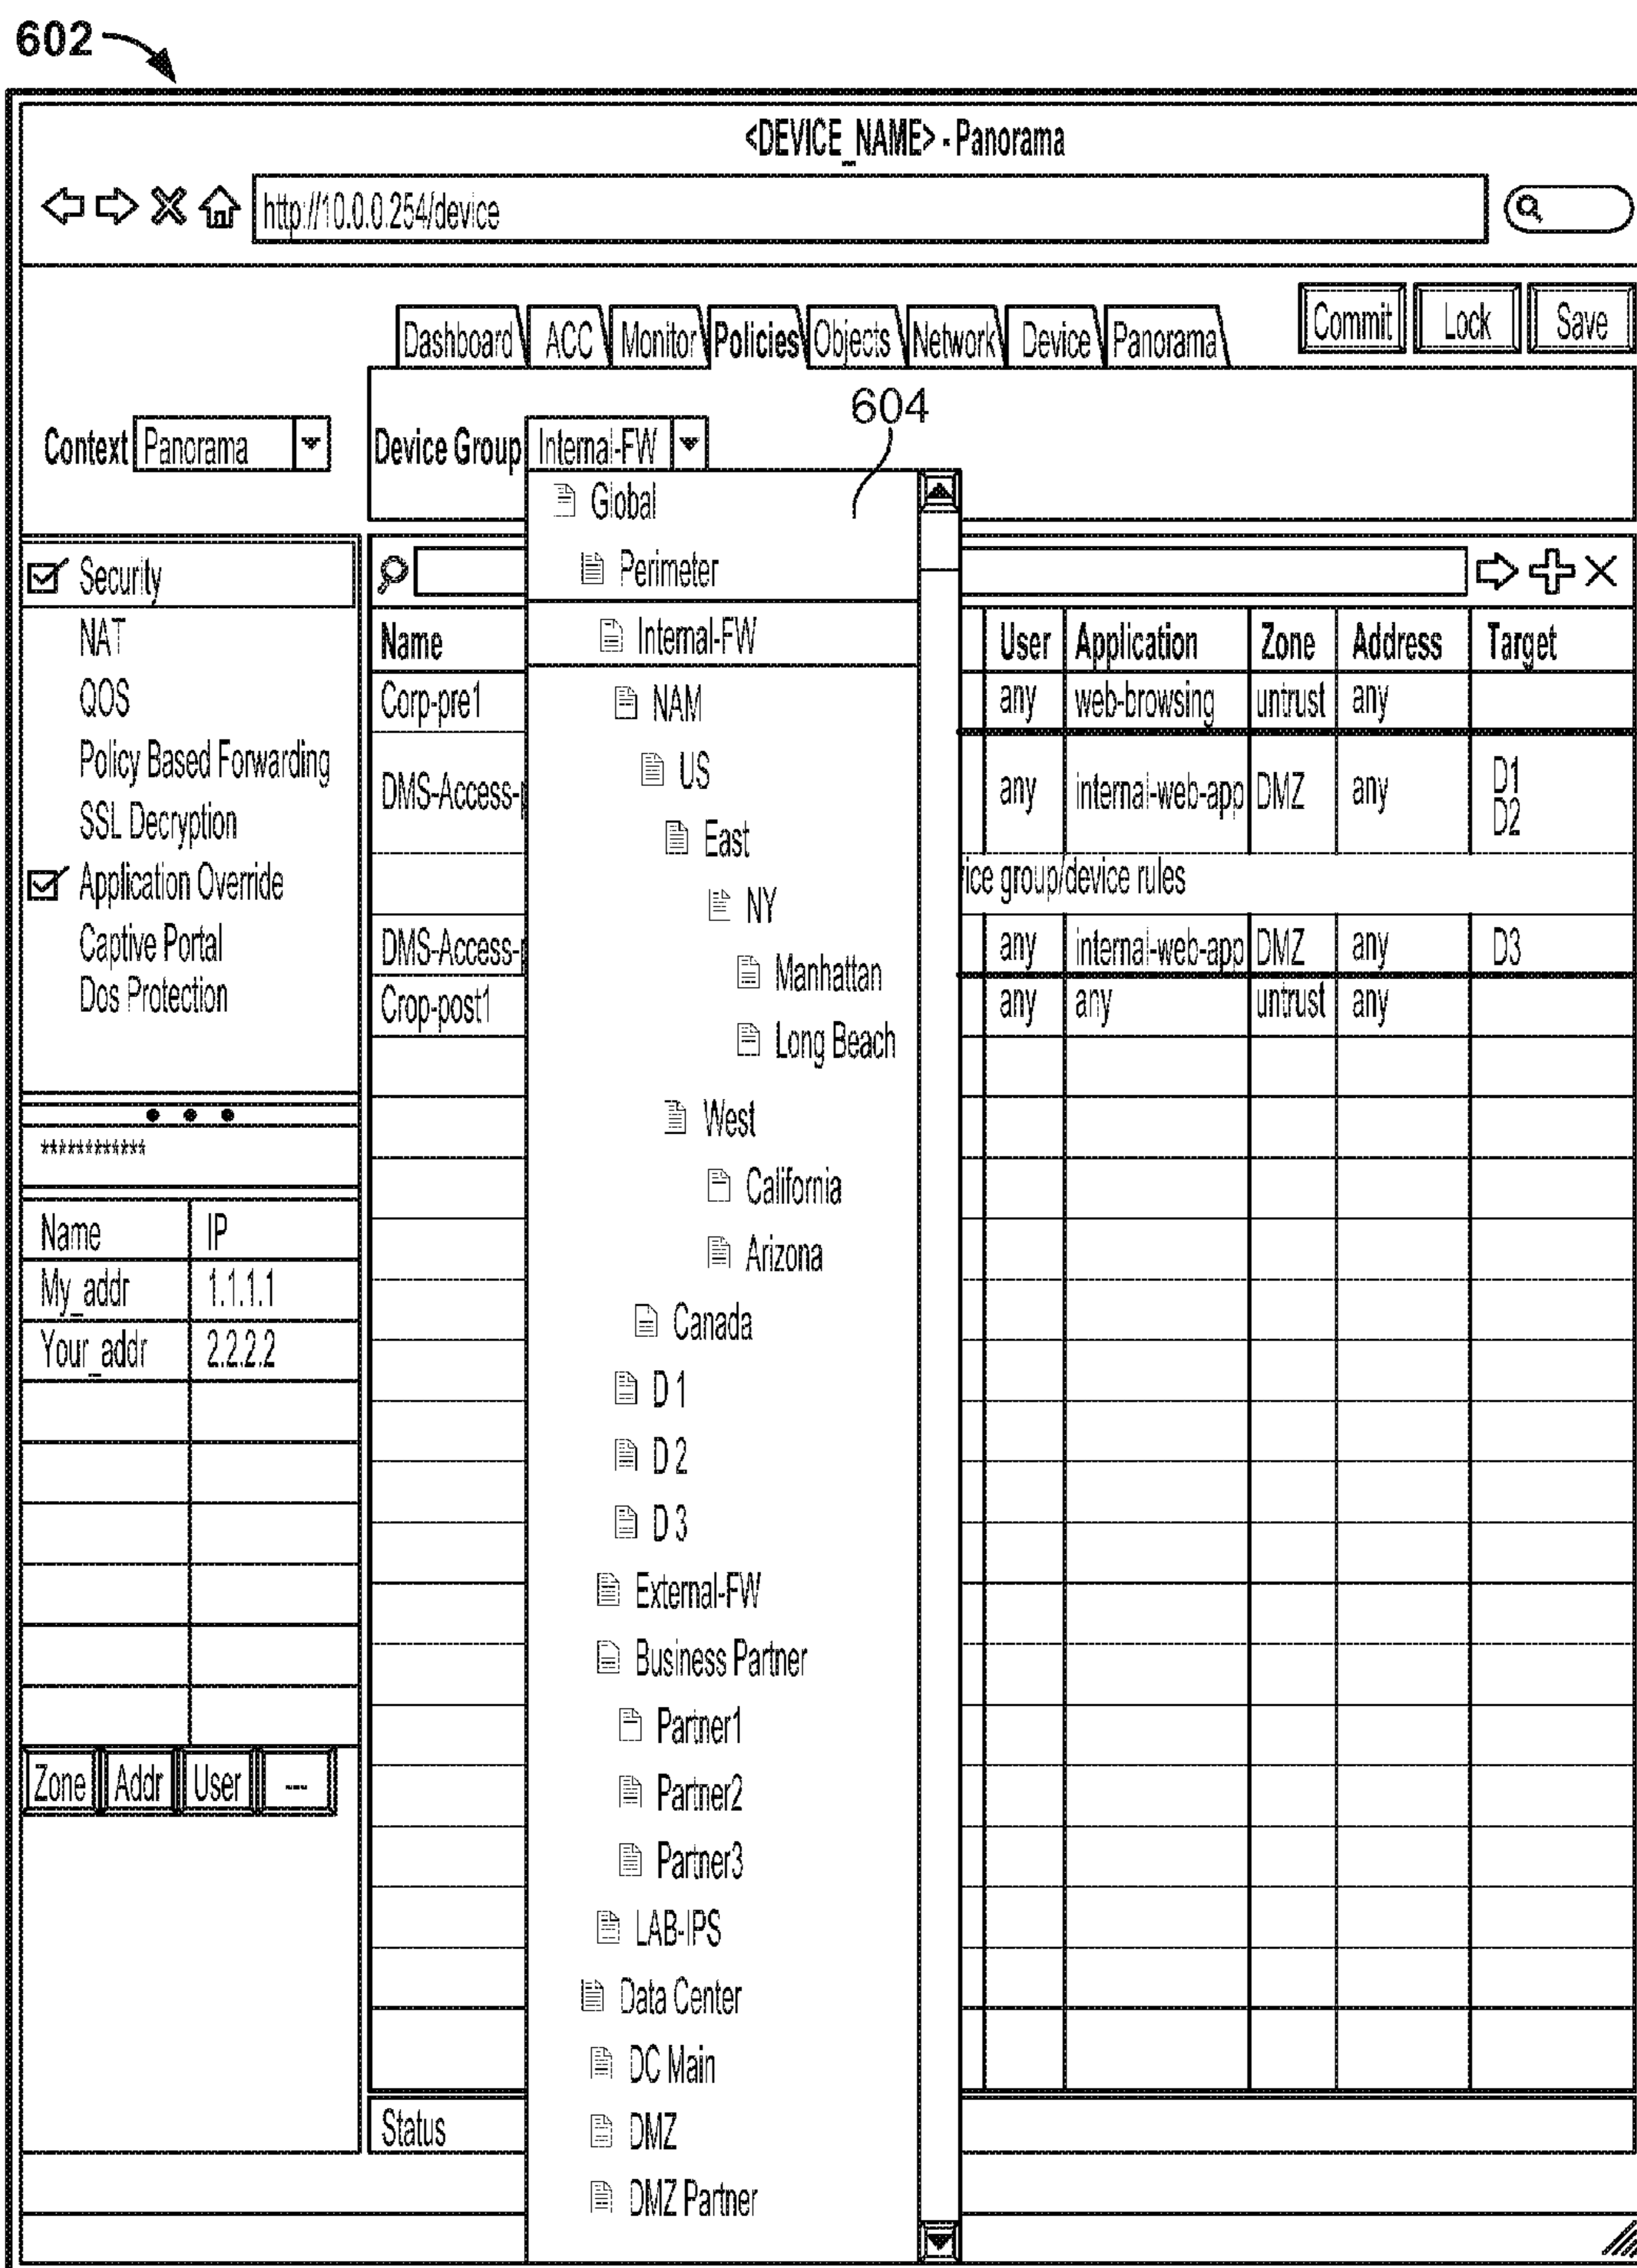 602
<DEVICE_NAME> - Panorama
http://10.0.0.254/device
Dashboard ACC Monitor Policies Objects Network Device Panorama Commit Lock Save
Context Panorama
Device Group Internal-FW
604
Global
Perimeter
Internal-FW
NAM
US
East
NY
Manhattan
Long Beach
West
California
Arizona
Canada
D1
D2
D3
External-FW
Business Partner
Partner1
Partner2
Partner3
LAB-IPS
Data Center
DC Main
DMZ
DMZ Partner
Security
NAT
QOS
Policy Based Forwarding
SSL Decryption
Application Override
Captive Portal
Dos Protection
************
Name IP
My_addr 1.1.1.1
Your_addr 2.2.2.2
Zone Addr User ---
Name User Application Zone Address Target
Corp-pre1 any web-browsing untrust any
DMS-Access- any internal-web-app DMZ any D1
D2
ice group/device rules
DMS-Access- any internal-web-app DMZ any D3
Crop-post1 any any untrust any
Status